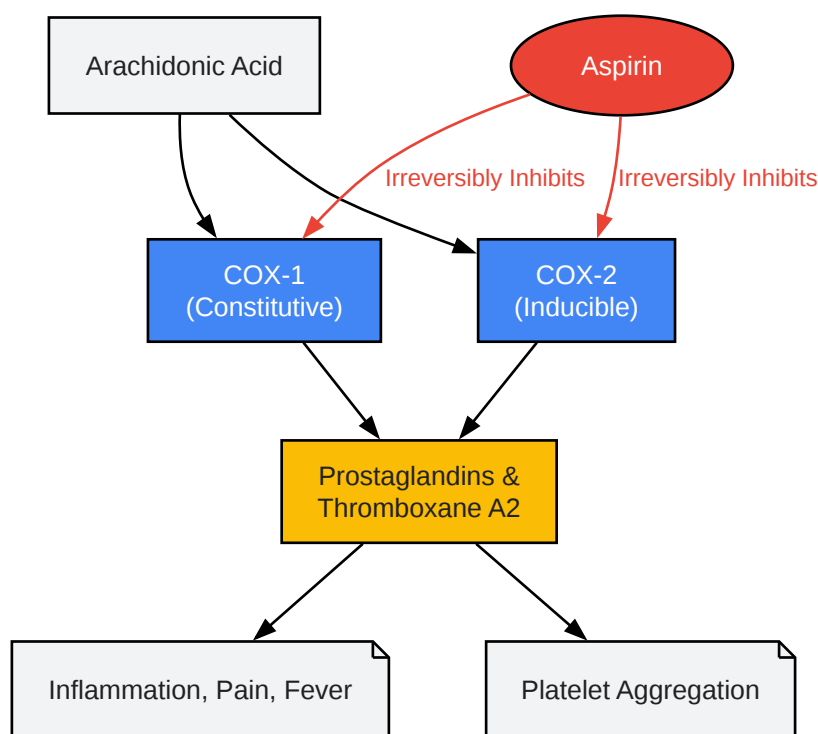 Arachidonic Acid
Aspirin
Irreversibly Inhibits
Irreversibly Inhibits
COX-1
(Constitutive)
COX-2
(Inducible)
Prostaglandins &
Thromboxane A2
Inflammation, Pain, Fever
Platelet Aggregation